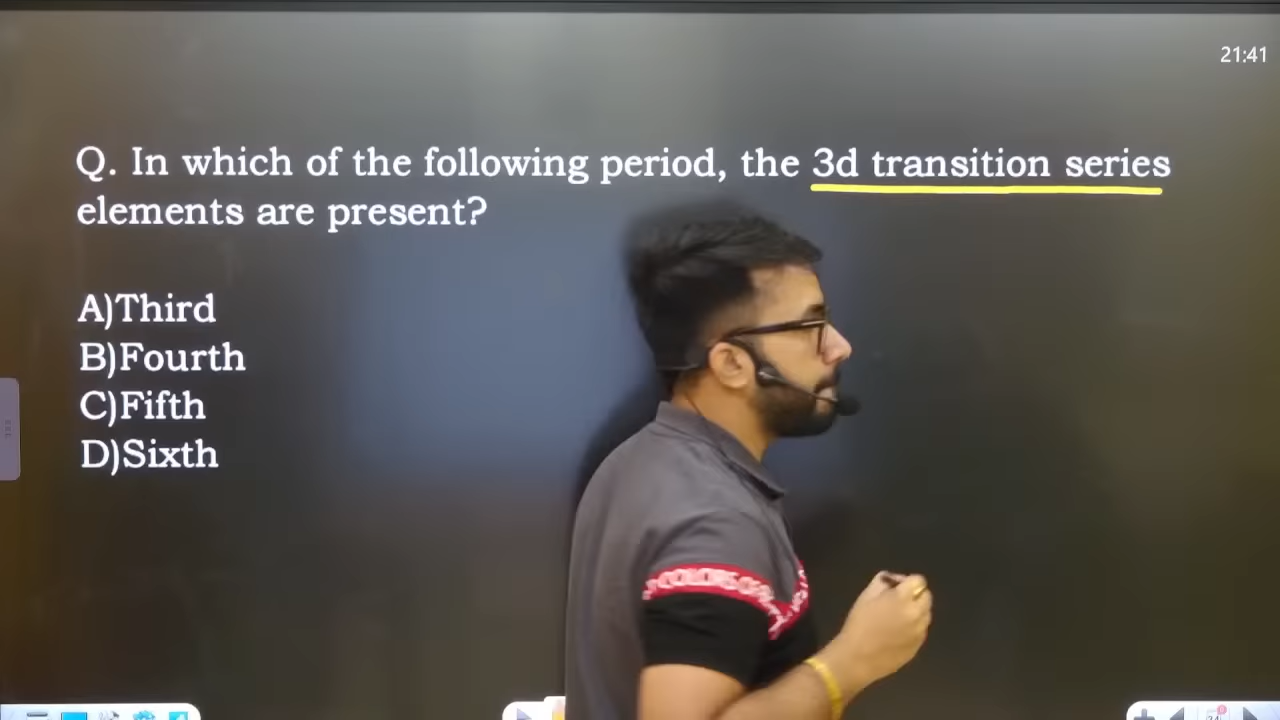 21:41
Q. In which of the following period, the 3d transition series
elements are present?
A)Third
B)Fourth
C)Fifth
D)Sixth